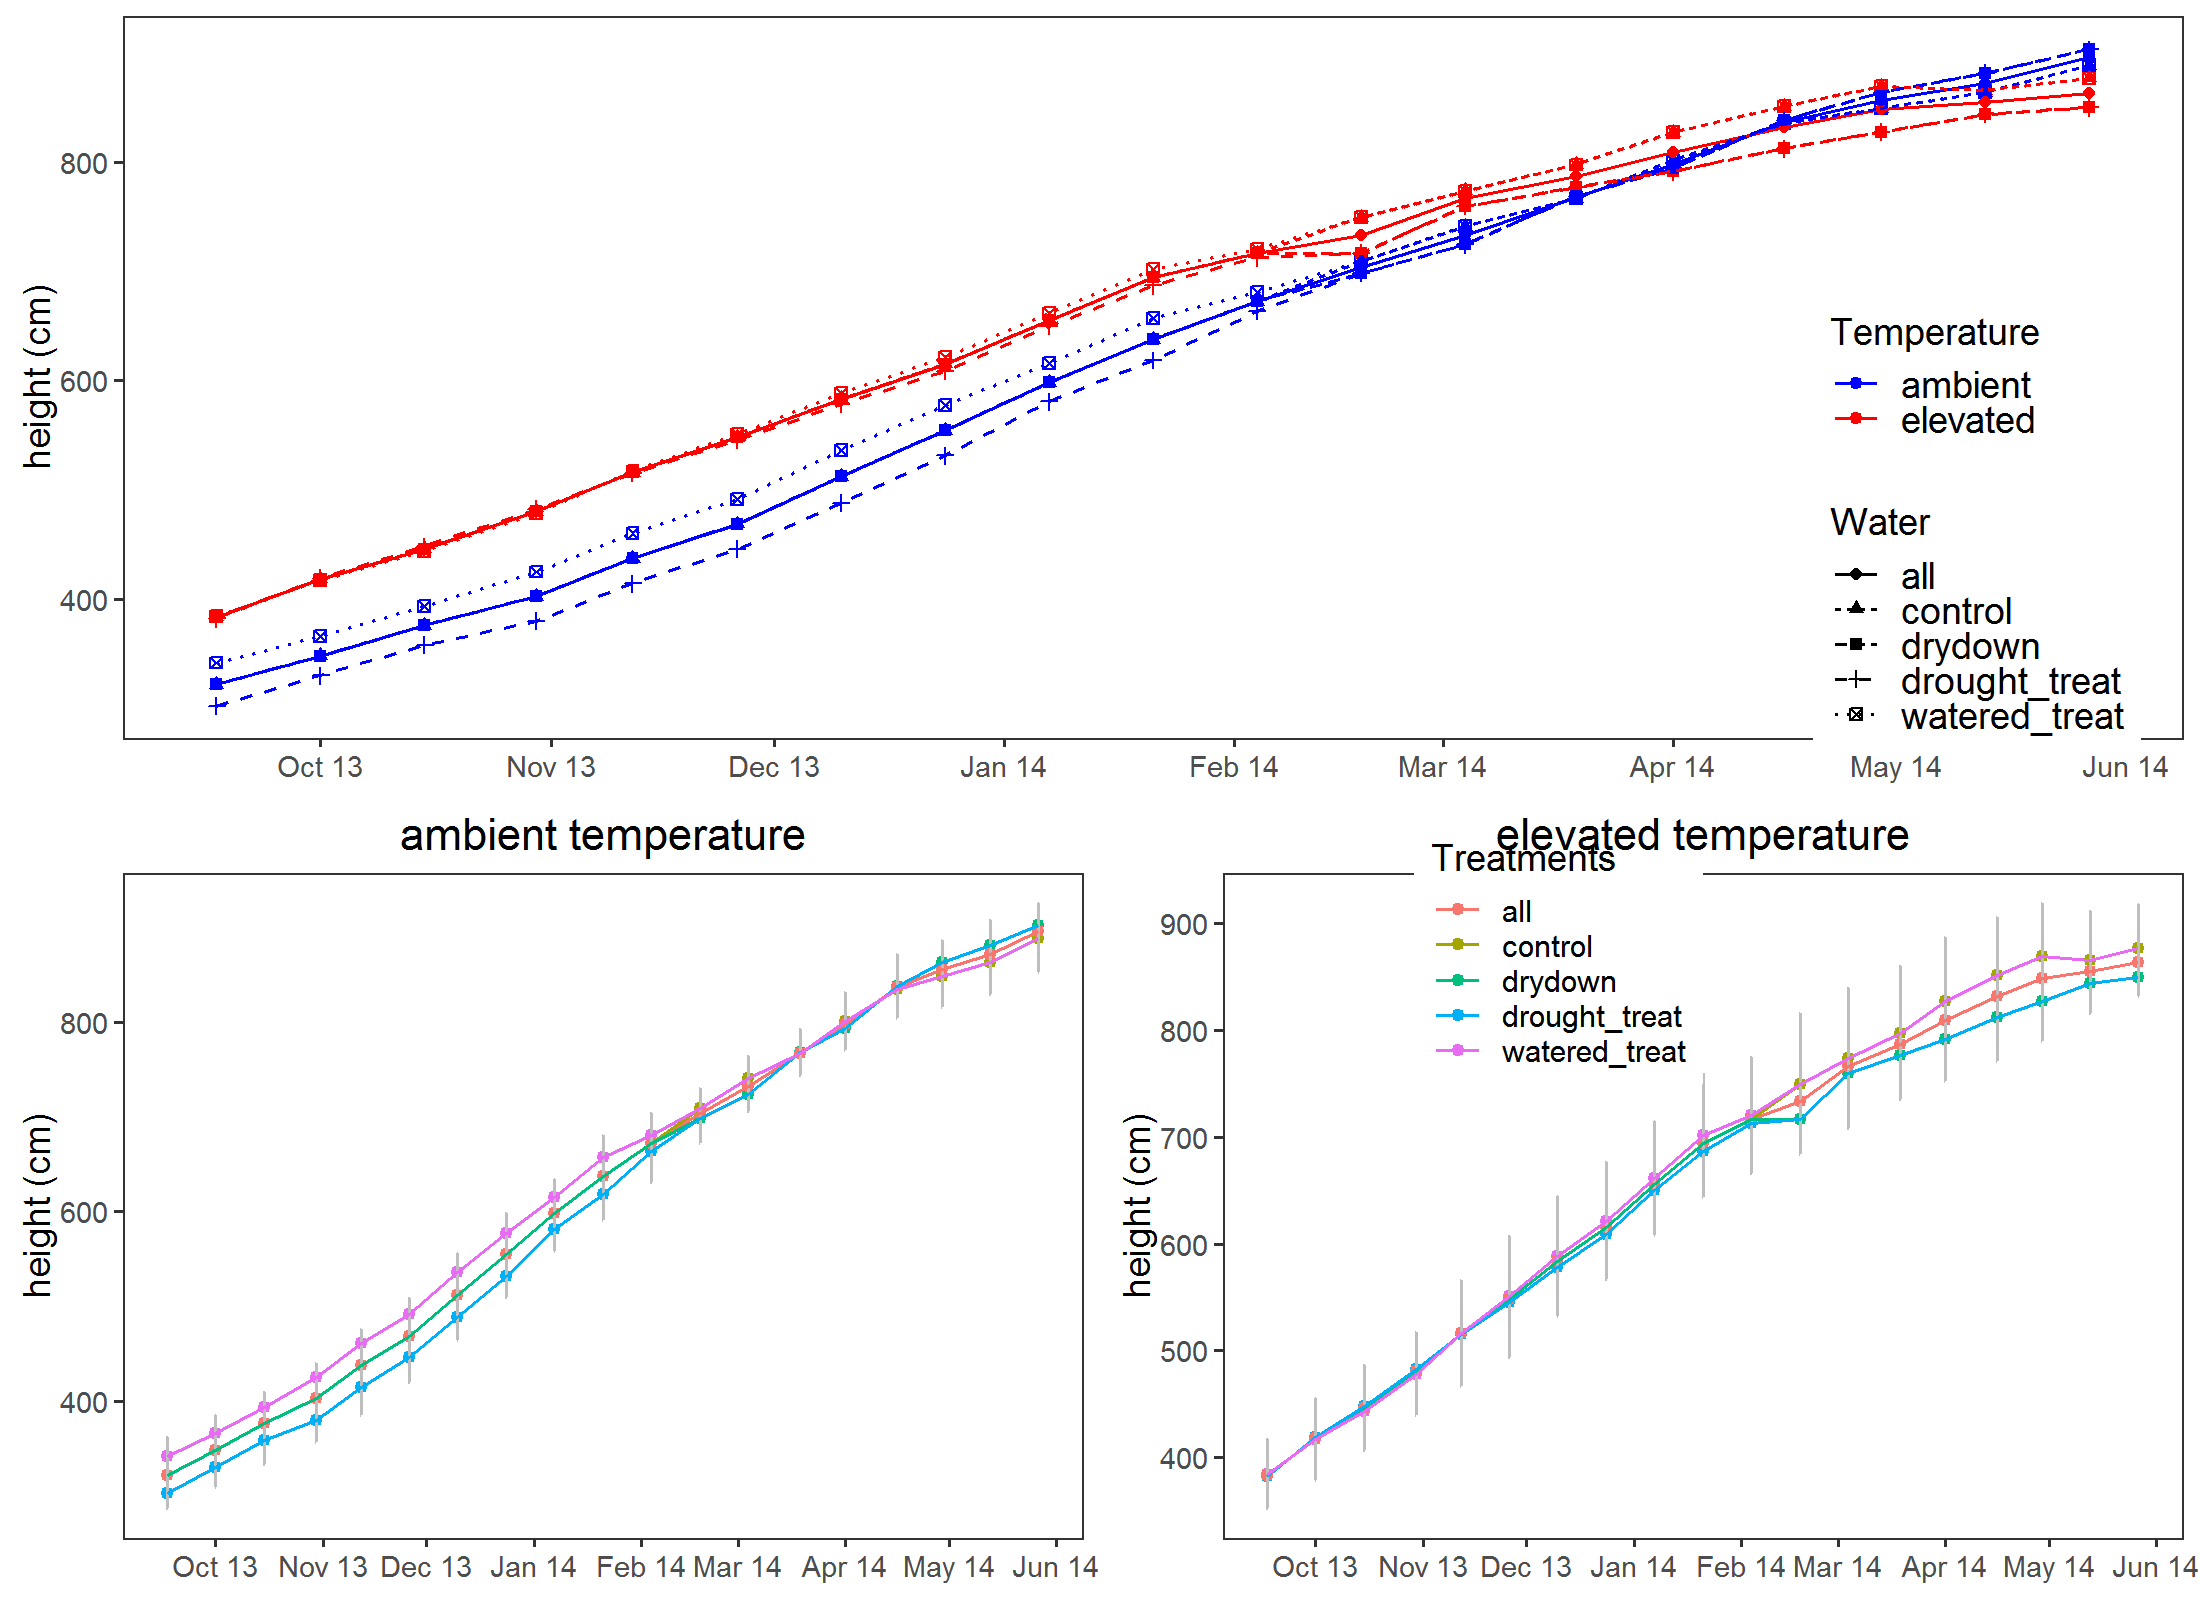 height (cm)
800
600
400
Temperature
ambient
elevated
Water
all
control
drydown
drought_treat
watered_treat
Oct 13 Nov 13 Dec 13 Jan 14 Feb 14 Mar 14 Apr 14 May 14 Jun 14
ambient temperature
height (cm)
800
600
400
Oct 13 Nov 13 Dec 13 Jan 14 Feb 14 Mar 14 Apr 14 May 14 Jun 14
elevated temperature
Treatments
all
control
drydown
drought_treat
watered_treat
height (cm)
900
800
700
600
500
400
Oct 13 Nov 13 Dec 13 Jan 14 Feb 14 Mar 14 Apr 14 May 14 Jun 14